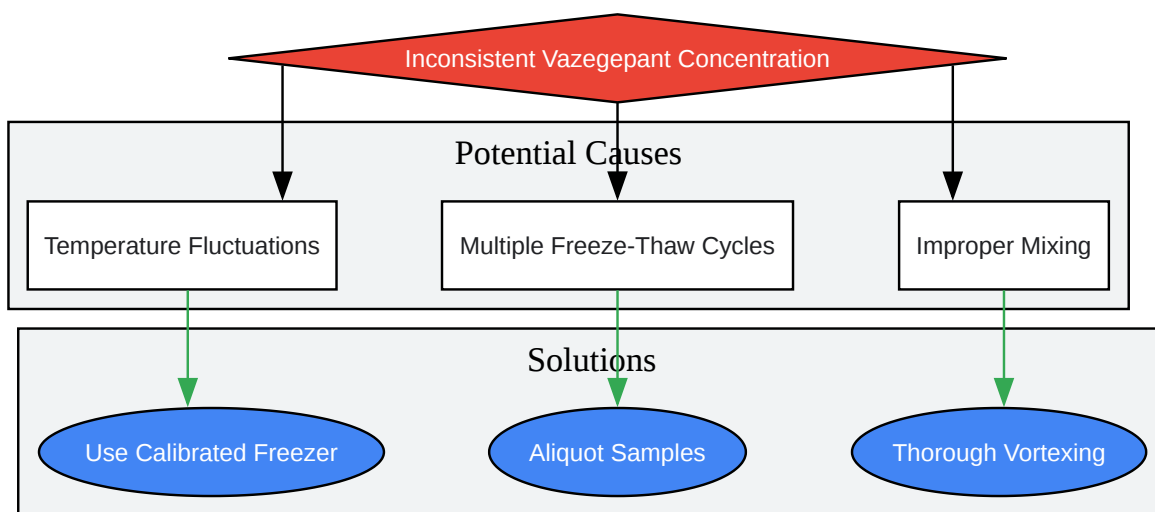 Inconsistent Vazegepant Concentration
Potential Causes
Temperature Fluctuations
Multiple Freeze-Thaw Cycles
Improper Mixing
Solutions
Use Calibrated Freezer
Aliquot Samples
Thorough Vortexing